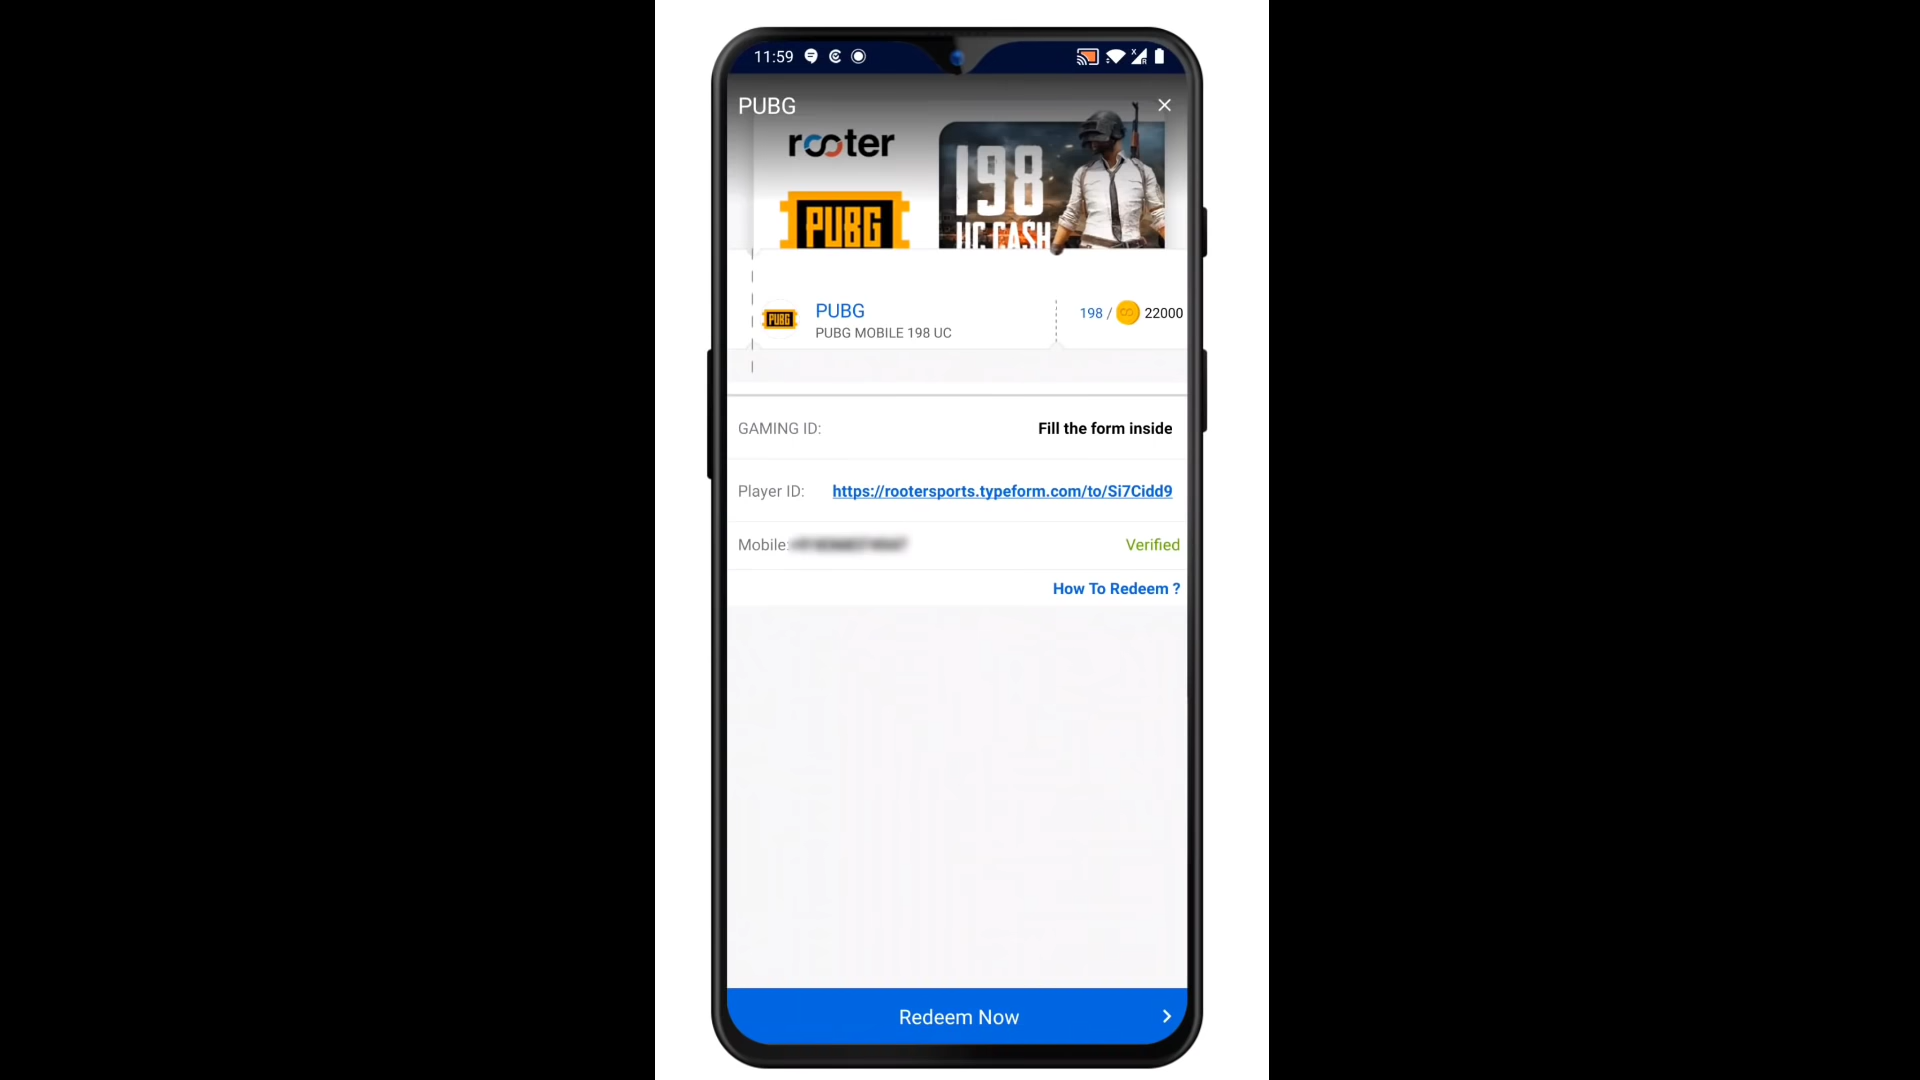 11:59
PUBG
rooter
198
UC CASH
PUBG
PUBG
PUBG
198 / 22000
PUBG MOBILE 198 UC
GAMING ID: Fill the form inside
Player ID: https://rootersports.typeform.com/to/Si7Cidd9
Mobile: Verified
How To Redeem ?
Redeem Now